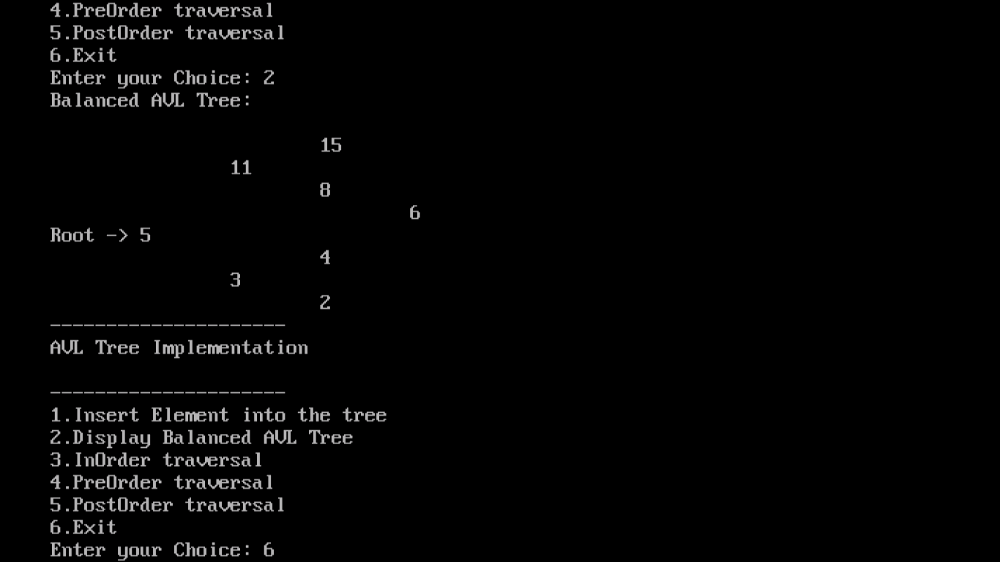 4.PreOrder traversal
5.PostOrder traversal
6.Exit
Enter your Choice: 2
Balanced AVL Tree:
15
11
8
6
Root -> 5
4
3
2
---------------------
AVL Tree Implementation
---------------------
1.Insert Element into the tree
2.Display Balanced AVL Tree
3.InOrder traversal
4.PreOrder traversal
5.PostOrder traversal
6.Exit
Enter your Choice: 6